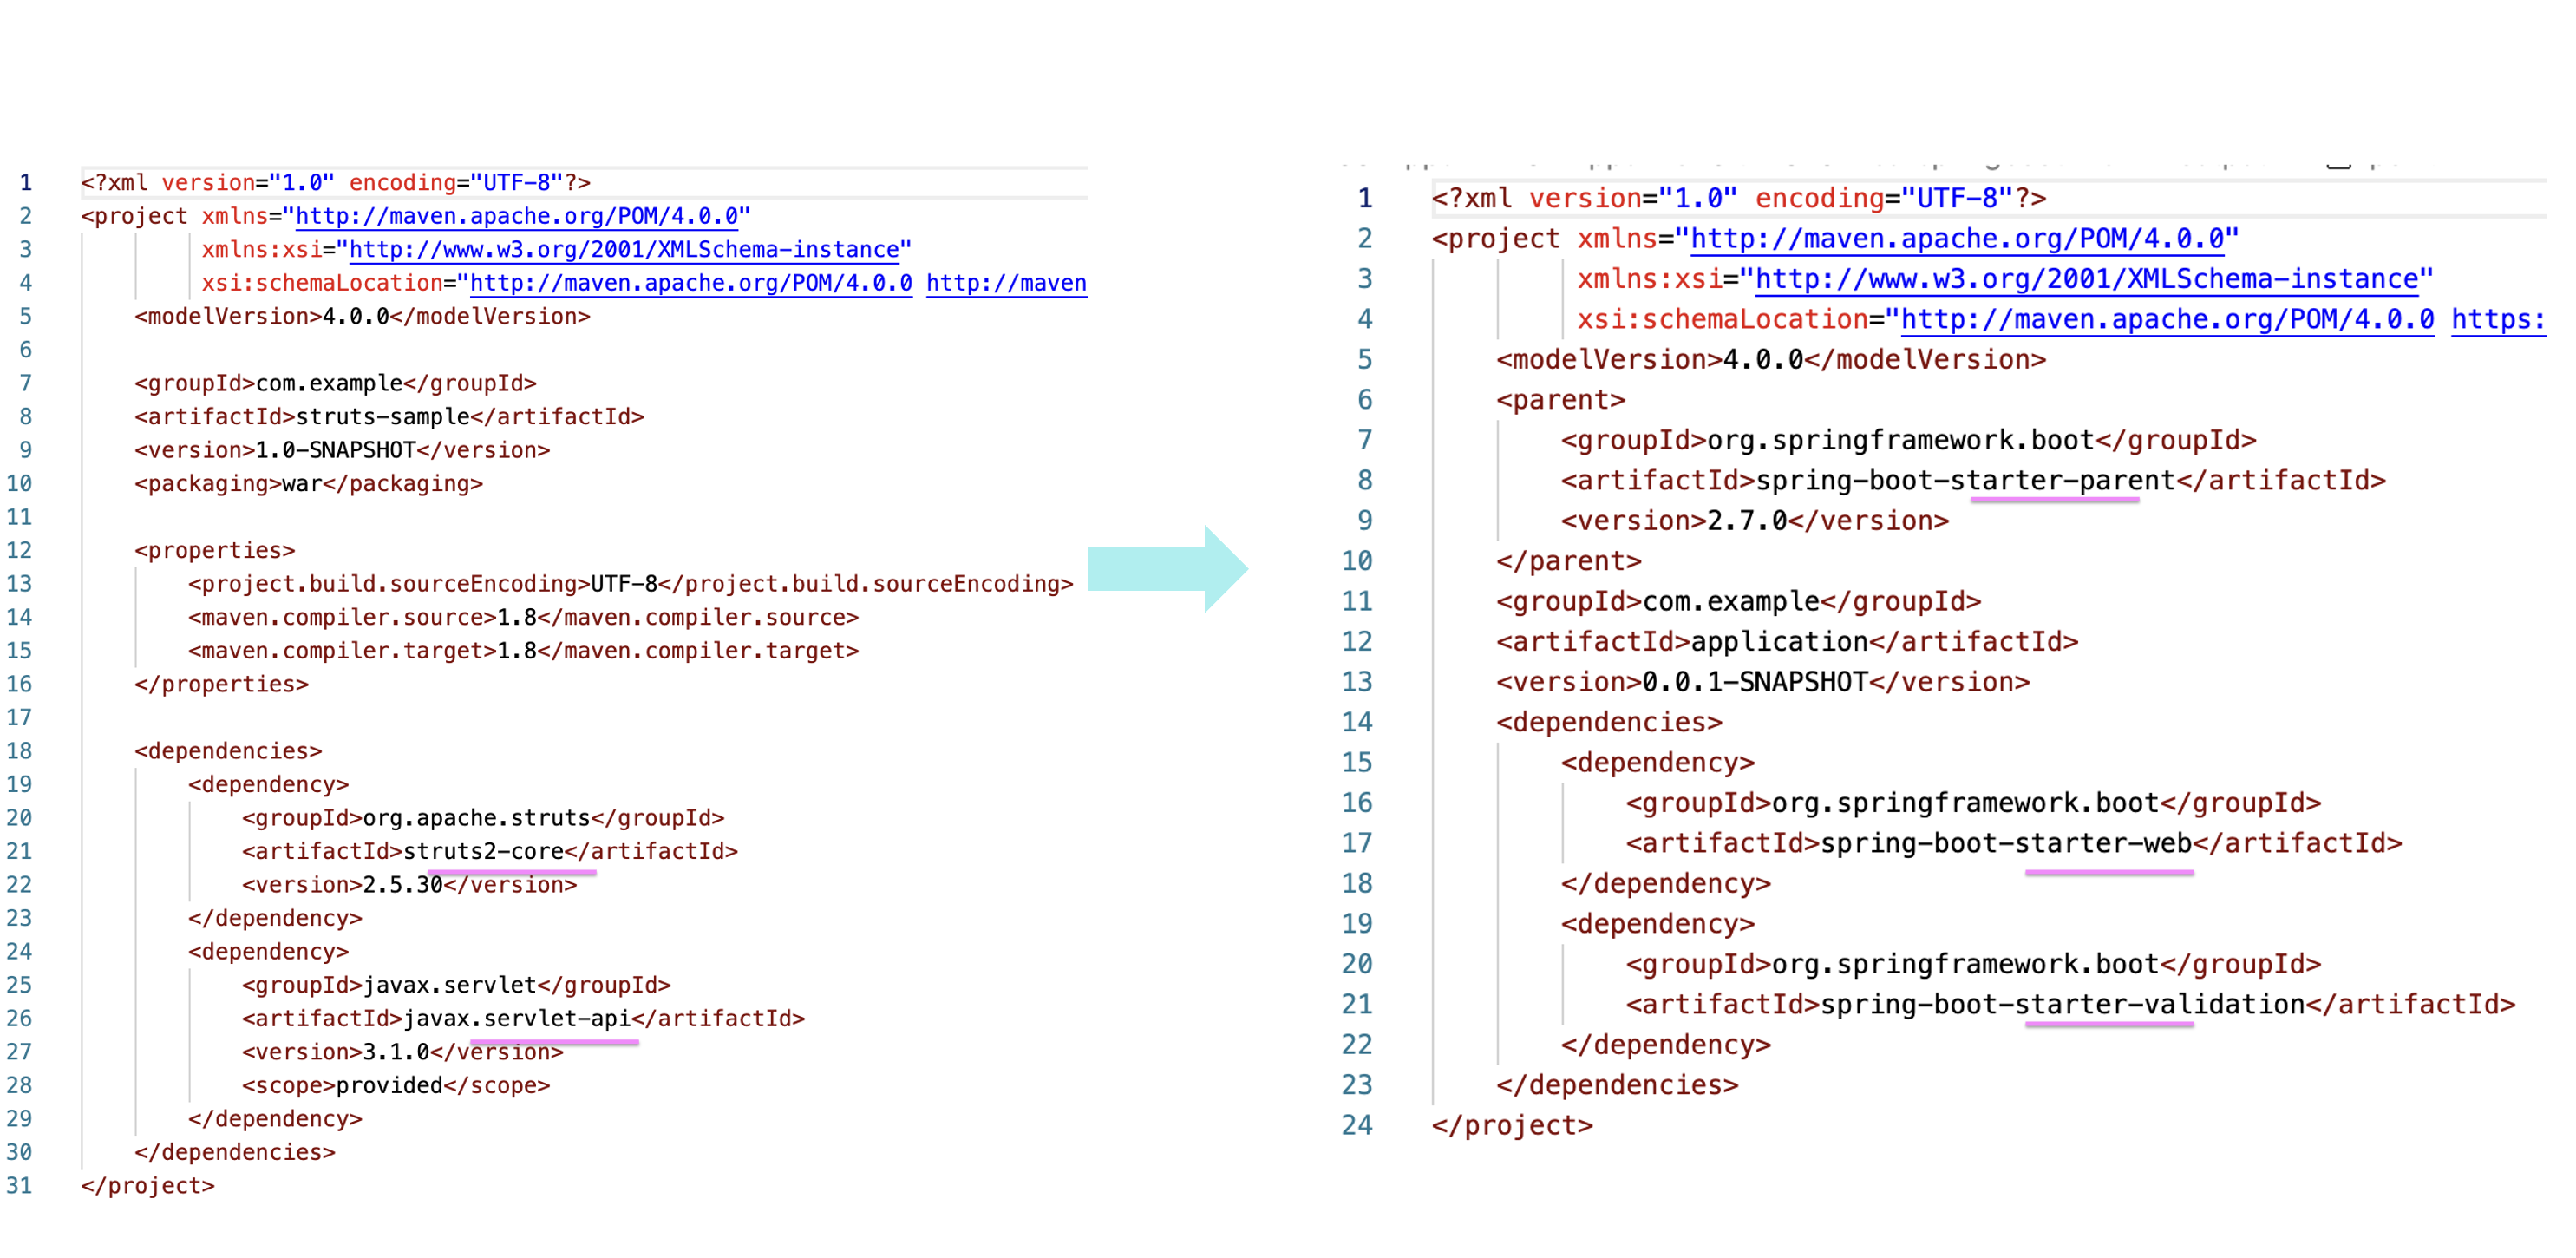 1 <?xml version="1.0" encoding="UTF-8"?>
2 <project xmlns="http://maven.apache.org/POM/4.0.0"
3 xmlns:xsi="http://www.w3.org/2001/XMLSchema-instance"
4 xsi:schemaLocation="http://maven.apache.org/POM/4.0.0 http://maven
5 <modelVersion>4.0.0</modelVersion>
6
7 <groupId>com.example</groupId>
8 <artifactId>struts-sample</artifactId>
9 <version>1.0-SNAPSHOT</version>
10 <packaging>war</packaging>
11
12 <properties>
13 <project.build.sourceEncoding>UTF-8</project.build.sourceEncoding>
14 <maven.compiler.source>1.8</maven.compiler.source>
15 <maven.compiler.target>1.8</maven.compiler.target>
16 </properties>
17
18 <dependencies>
19 <dependency>
20 <groupId>org.apache.struts</groupId>
21 <artifactId>struts2-core</artifactId>
22 <version>2.5.30</version>
23 </dependency>
24 <dependency>
25 <groupId>javax.servlet</groupId>
26 <artifactId>javax.servlet-api</artifactId>
27 <version>3.1.0</version>
28 <scope>provided</scope>
29 </dependency>
30 </dependencies>
31 </project>
1 <?xml version="1.0" encoding="UTF-8"?>
2 <project xmlns="http://maven.apache.org/POM/4.0.0"
3 xmlns:xsi="http://www.w3.org/2001/XMLSchema-instance"
4 xsi:schemaLocation="http://maven.apache.org/POM/4.0.0 https:
5 <modelVersion>4.0.0</modelVersion>
6 <parent>
7 <groupId>org.springframework.boot</groupId>
8 <artifactId>spring-boot-starter-parent</artifactId>
9 <version>2.7.0</version>
10 </parent>
11 <groupId>com.example</groupId>
12 <artifactId>application</artifactId>
13 <version>0.0.1-SNAPSHOT</version>
14 <dependencies>
15 <dependency>
16 <groupId>org.springframework.boot</groupId>
17 <artifactId>spring-boot-starter-web</artifactId>
18 </dependency>
19 <dependency>
20 <groupId>org.springframework.boot</groupId>
21 <artifactId>spring-boot-starter-validation</artifactId>
22 </dependency>
23 </dependencies>
24 </project>